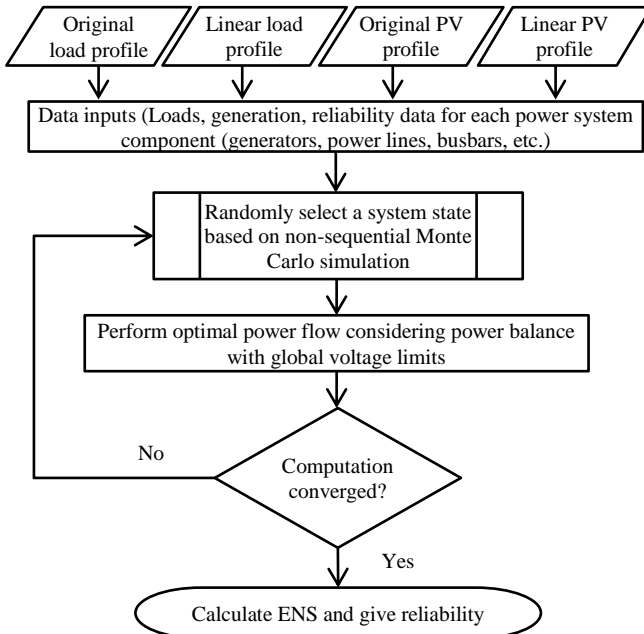 Original
load profile
Linear load
profile
Original PV
profile
Linear PV
profile
Data inputs (Loads, generation, reliability data for each power system
component (generators, power lines, busbars, etc.)
Randomly select a system state
based on non-sequential Monte
Carlo simulation
Perform optimal power flow considering power balance
with global voltage limits
No
Computation
converged?
Yes
Calculate ENS and give reliability